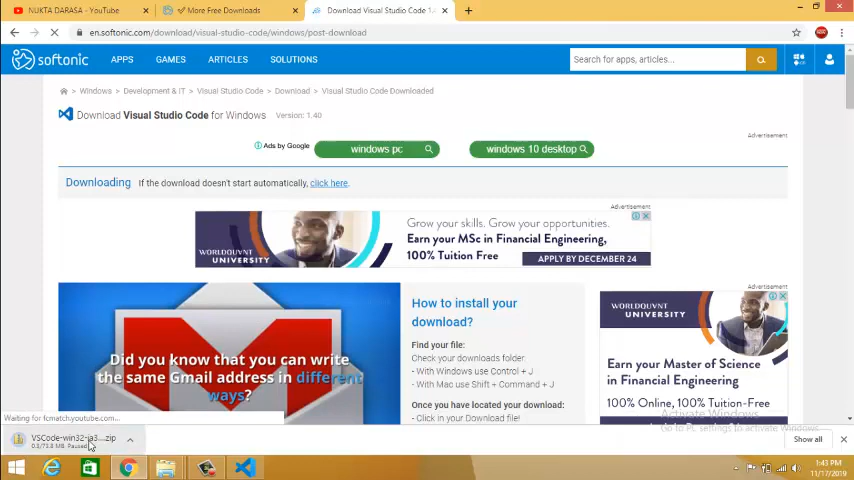 NUKTA DARASA - YouTube
More Free Downloads
Download Visual Studio Code 1.4
en.softonic.com/download/visual-studio-code/windows/post-download
softonic
APPS GAMES ARTICLES SOLUTIONS
Search for apps, articles...
Windows > Development & IT > Visual Studio Code > Download > Visual Studio Code Downloaded
Download Visual Studio Code for Windows Version: 1.40
Advertisement
Ads by Google
windows pc
windows 10 desktop
Downloading If the download doesn't start automatically, click here.
Advertisement
WORLDQUANT
UNIVERSITY
Grow your skills. Grow your opportunities.
Earn your MSc in Financial Engineering,
100% Tuition Free
APPLY BY DECEMBER 24
Did you know that you can write
the same Gmail address in different
ways?
How to install your
download?
Find your file:
Check your downloads folder:
- With Windows use Control + J
- With Mac use Shift + Command + J
Once you have located your download:
- Click in your Download file!
Advertisement
WORLDQUANT
UNIVERSITY
Earn your Master of Science
in Financial Engineering
100% Online, 100% Tuition-Free
Activate Windows
Go to PC settings to activate Windows.
Waiting for fcmatch.youtube.com...
VSCode-win32-ia3....zip
0.3/73.8 MB, Paused
Show all
1:43 PM
11/17/2019